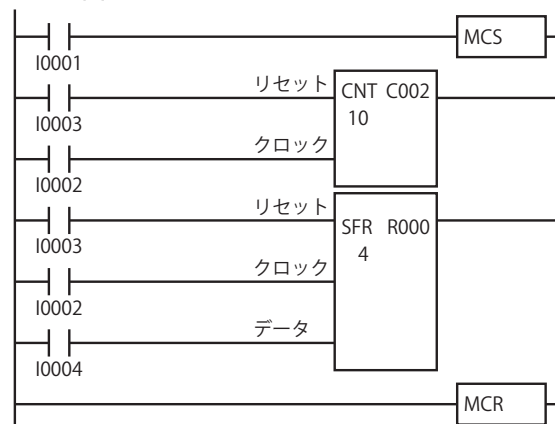 MCS
I0001
リセット
CNT C002
I0003
10
クロック
I0002
リセット
SFR R000
I0003
4
クロック
I0002
データ
I0004
MCR